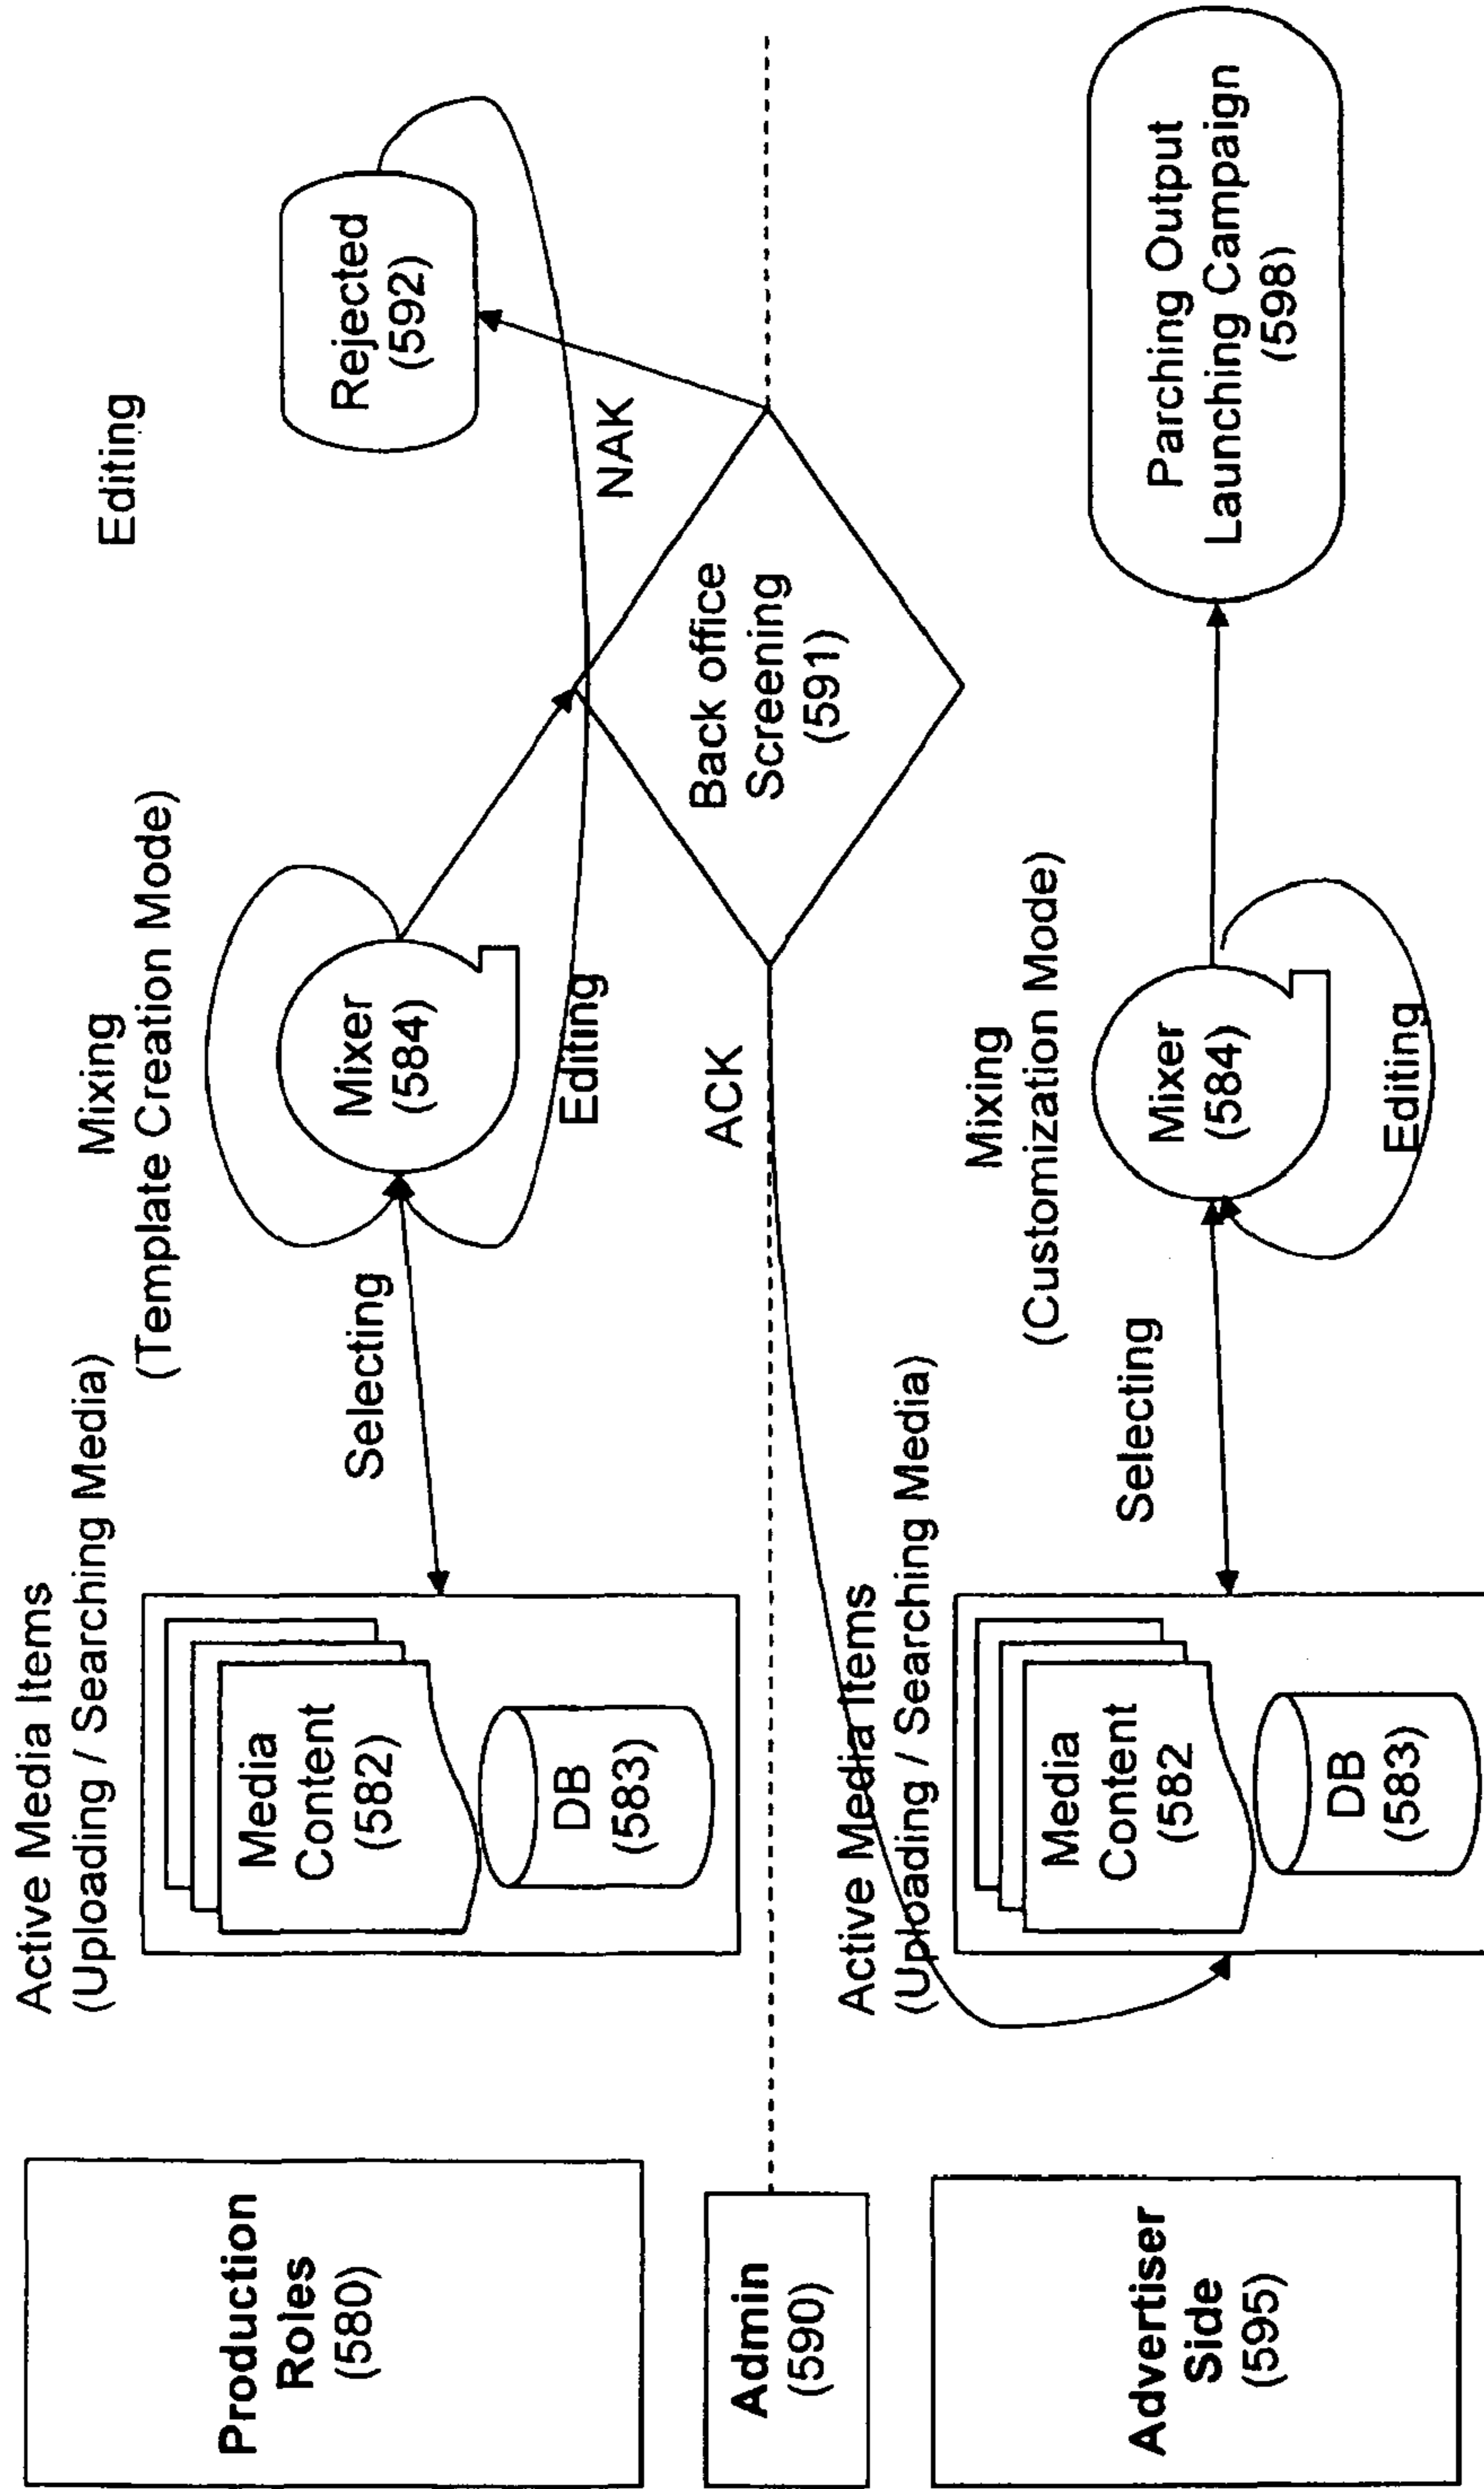 Active Media Items
(Uploading / Searching Media)
Mixing
(Template Creation Mode)
Editing
Production
Roles
(580)
Media
Content
(582)
DB
(583)
Selecting
Mixer
(584)
Editing
Rejected
(592)
NAK
Admin
(590)
ACK
Back office
Screening
(591)
Active Media Items
(Uploading / Searching Media)
Mixing
(Customization Mode)
Advertiser
Side
(595)
Media
Content
(582
DB
(583)
Selecting
Mixer
(584)
Editing
Parching Output
Launching Campaign
(598)